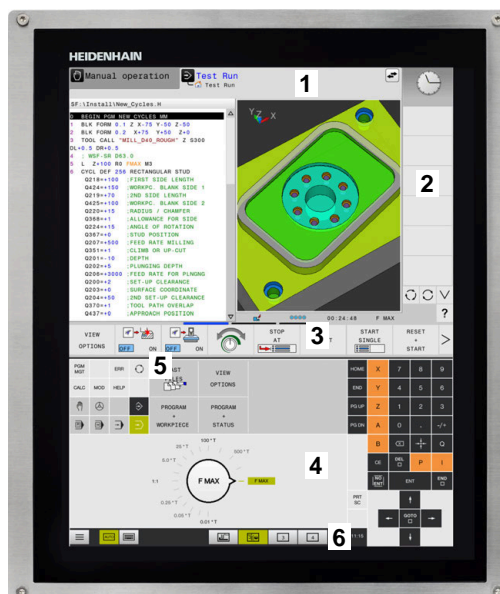 HEIDENHAIN
Manual operation
Test Run
Test Run
1
SF:\Install\New_Cycles.H
0 BEGIN PGM NEW_CYCLES MM
1 BLK FORM 0.1 Z X-75 Y-50 Z-50
2 BLK FORM 0.2 X+75 Y+50 Z+0
3 TOOL CALL "MILL_D40_ROUGH" Z S300
DL+0.5 DR+0.5
4 ; WSF-SR D63.0
5 L Z+100 R0 FMAX M3
6 CYCL DEF 256 RECTANGULAR STUD
Q218=+100 ;FIRST SIDE LENGTH
Q424=+150 ;WORKPC. BLANK SIDE 1
Q219=+70 ;2ND SIDE LENGTH
Q425=+100 ;WORKPC. BLANK SIDE 2
Q220=+15 ;RADIUS / CHAMFER
Q368=+1 ;ALLOWANCE FOR SIDE
Q224=+15 ;ANGLE OF ROTATION
Q367=+0 ;STUD POSITION
Q207=+500 ;FEED RATE MILLING
Q351=+1 ;CLIMB OR UP-CUT
Q201=-10 ;DEPTH
Q202=+5 ;PLUNGING DEPTH
Q206=+3000 ;FEED RATE FOR PLNGNG
Q200=+2 ;SET-UP CLEARANCE
Q203=+0 ;SURFACE COORDINATE
Q204=+50 ;2ND SET-UP CLEARANCE
Q370=+1 ;TOOL PATH OVERLAP
Q437=+0 ;APPROACH POSITION
Y Z X
2
00:24:48 F MAX
?
VIEW OPTIONS
OFF ON
OFF ON
STOP AT
3
START SINGLE
RESET + START
END
PGM MGT
ERR
CALC MOD HELP
5
VIEW OPTIONS
PROGRAM + WORKPIECE
PROGRAM + STATUS
HOME X 7 8 9
END Y 4 5 6
PG UP Z 1 2 3
PG DN A 0 . -/+
B Q
CE DEL P I
NO ENT ENT END
PRT SC
GOTO
4
100*T
25*T
500*T
5.0*T
1:1
F MAX
F MAX
0.25*T
0.05*T
0.01*T
AUTO
3
4
6
11:15